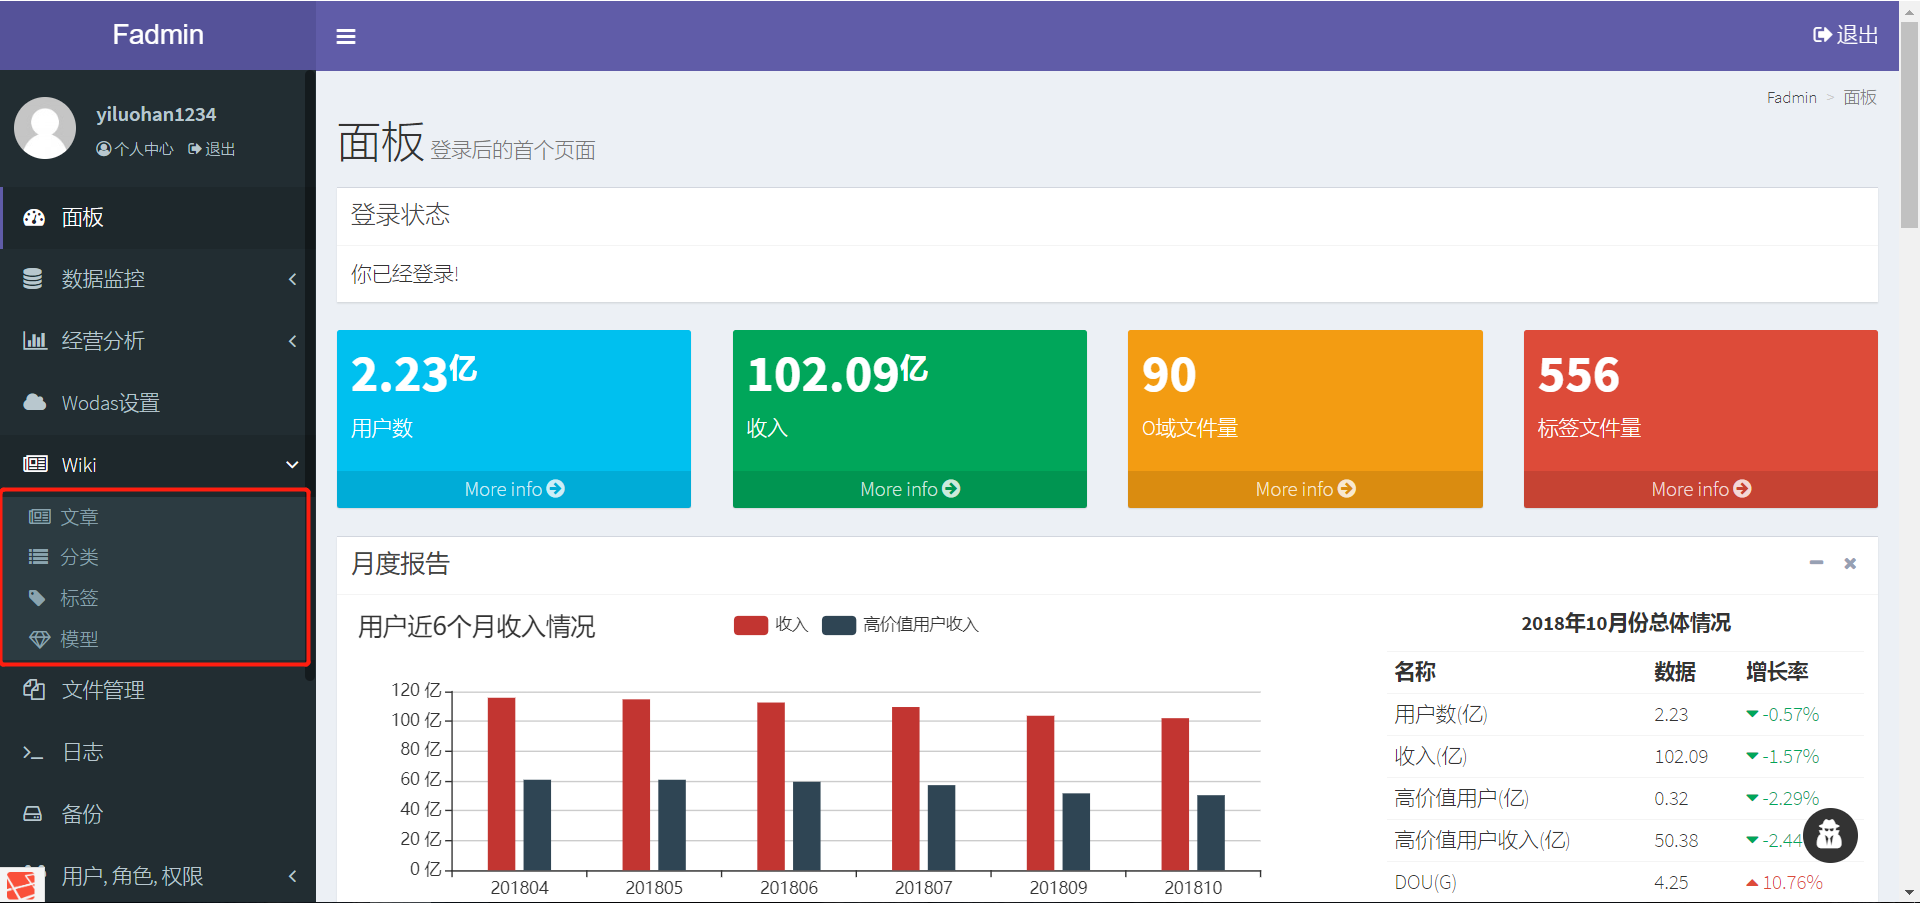 Fadmin
退出
yiluohan1234
个人中心 退出
面板
数据监控
经营分析
Wodas设置
Wiki
文章
分类
标签
模型
文件管理
日志
备份
用户, 角色, 权限
Fadmin > 面板
面板 登录后的首个页面
登录状态
你已经登录!
2.23亿
用户数
More info
102.09亿
收入
More info
90
O域文件量
More info
556
标签文件量
More info
月度报告
用户近6个月收入情况
收入 高价值用户收入
120 亿
100 亿
80 亿
60 亿
40 亿
20 亿
0 亿
201804 201805 201806 201807 201809 201810
2018年10月份总体情况
名称 数据 增长率
用户数(亿) 2.23 -0.57%
收入(亿) 102.09 -1.57%
高价值用户(亿) 0.32 -2.29%
高价值用户收入(亿) 50.38 -2.44
DOU(G) 4.25 10.76%